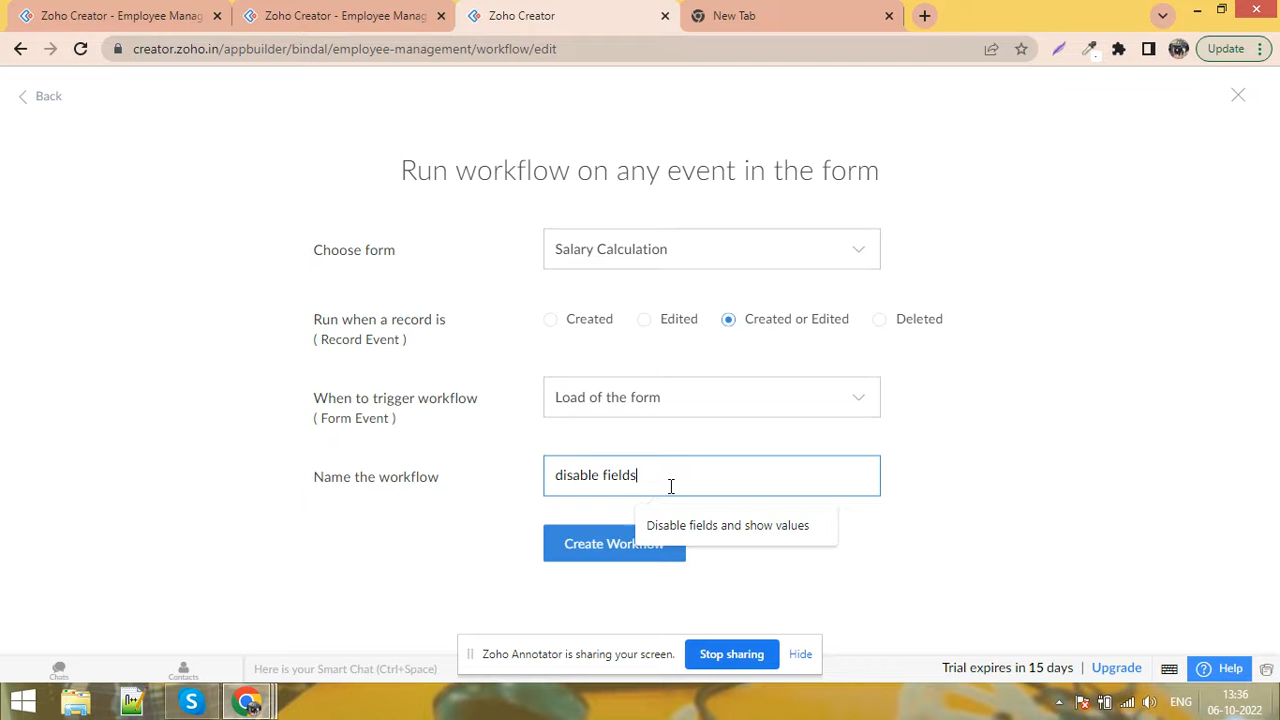 Zoho Creator - Employee Manag
Zoho Creator - Employee Manag
Zoho Creator
New Tab
creator.zoho.in/appbuilder/bindal/employee-management/workflow/edit
Update
Back
Run workflow on any event in the form
Choose form
Salary Calculation
Run when a record is
( Record Event )
Created
Edited
Created or Edited
Deleted
When to trigger workflow
( Form Event )
Load of the form
Name the workflow
disable fields
Disable fields and show values
Create Workflow
Zoho Annotator is sharing your screen.
Stop sharing
Hide
Chats
Contacts
Here is your Smart Chat (Ctrl+Space)
Trial expires in 15 days
Upgrade
Help
ENG
13:36
06-10-2022